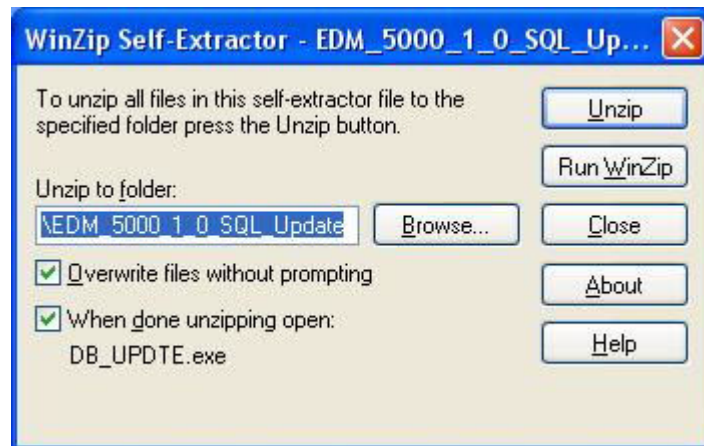 WinZip Self-Extractor - EDM_5000_1_0_SQL_Up...
To unzip all files in this self-extractor file to the
specified folder press the Unzip button.
Unzip to folder:
\EDM_5000_1_0_SQL_Update
Browse...
Overwrite files without prompting
When done unzipping open:
DB_UPDTE.exe
Unzip
Run WinZip
Close
About
Help